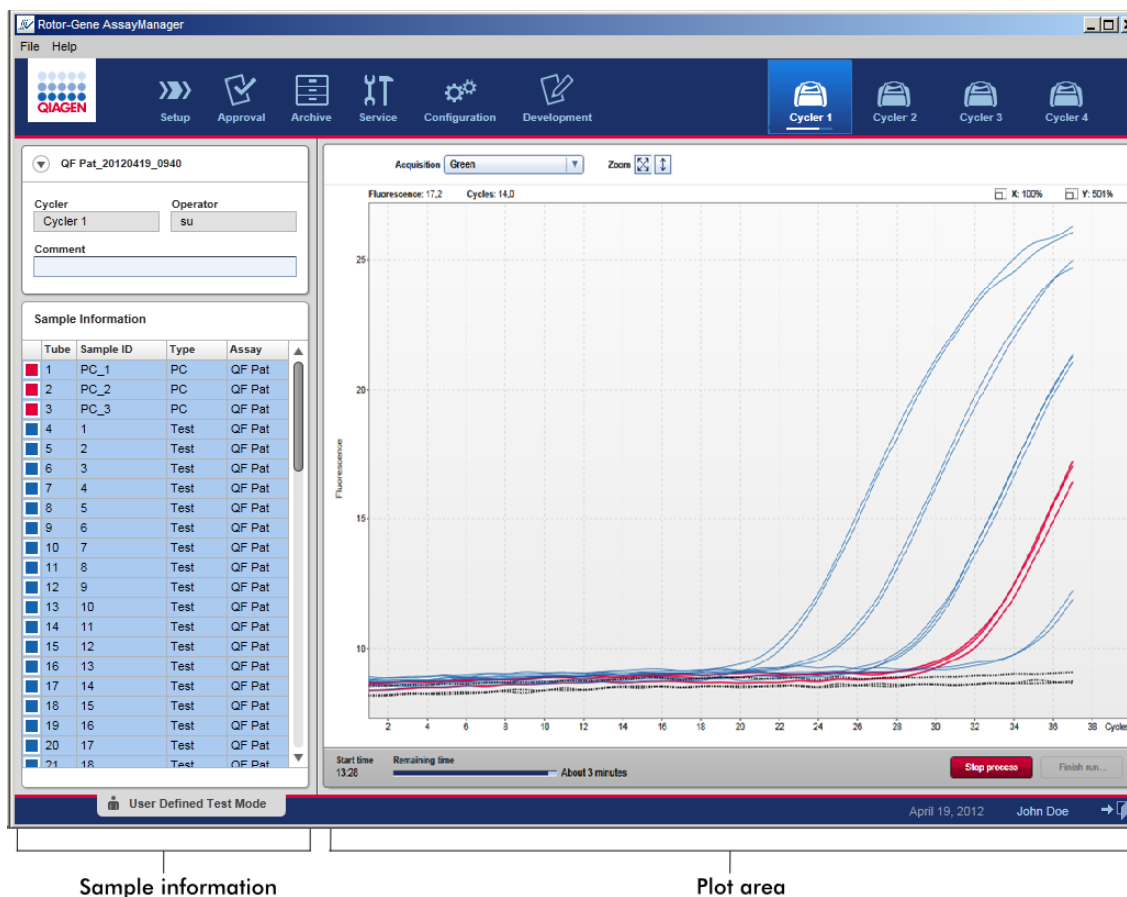 Rotor-Gene AssayManager
File Help
QIAGEN
Setup Approval Archive Service Configuration Development Cycler 1 Cycler 2 Cycler 3 Cycler 4
QF Pat_20120419_0940
Cycler Operator
Cycler 1 su
Comment
Sample Information
Tube Sample ID Type Assay
1 PC_1 PC QF Pat
2 PC_2 PC QF Pat
3 PC_3 PC QF Pat
4 1 Test QF Pat
5 2 Test QF Pat
6 3 Test QF Pat
7 4 Test QF Pat
8 5 Test QF Pat
9 6 Test QF Pat
10 7 Test QF Pat
11 8 Test QF Pat
12 9 Test QF Pat
13 10 Test QF Pat
14 11 Test QF Pat
15 12 Test QF Pat
16 13 Test QF Pat
17 14 Test QF Pat
18 15 Test QF Pat
19 16 Test QF Pat
20 17 Test QF Pat
21 18 Test QF Pat
User Defined Test Mode
Acquisition Green Zoom
Fluorescence: 17,2 Cycles: 14,0 X: 100% Y: 501%
Fluorescence
25
20
15
10
2 4 6 8 10 12 14 16 18 20 22 24 26 28 30 32 34 36 38 Cycles
Start time Remaining time
13:28 About 3 minutes Stop process Finish run...
April 19, 2012 John Doe
Sample information Plot area